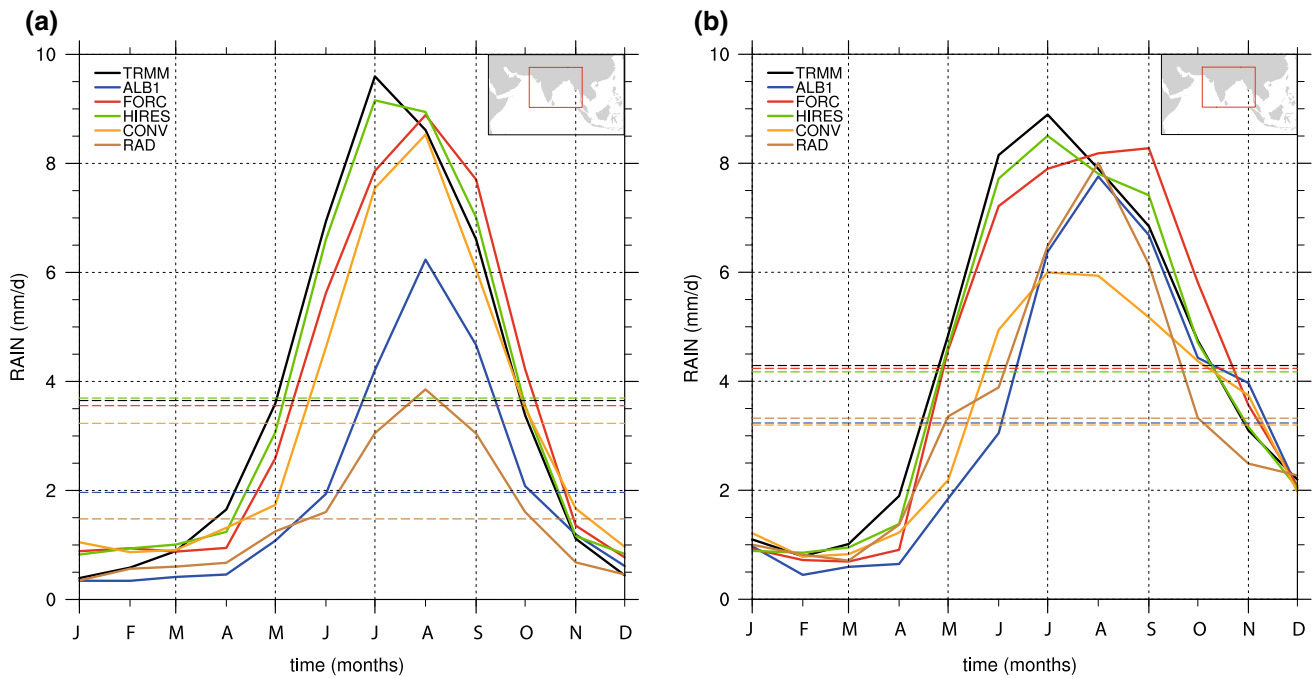 (a)
10
8
6
4
2
0
RAIN (mm/d)
TRMM
ALB1
FORC
HIRES
CONV
RAD
J F M A M J J A S O N D
time (months)
(b)
10
8
6
4
2
0
RAIN (mm/d)
TRMM
ALB1
FORC
HIRES
CONV
RAD
J F M A M J J A S O N D
time (months)